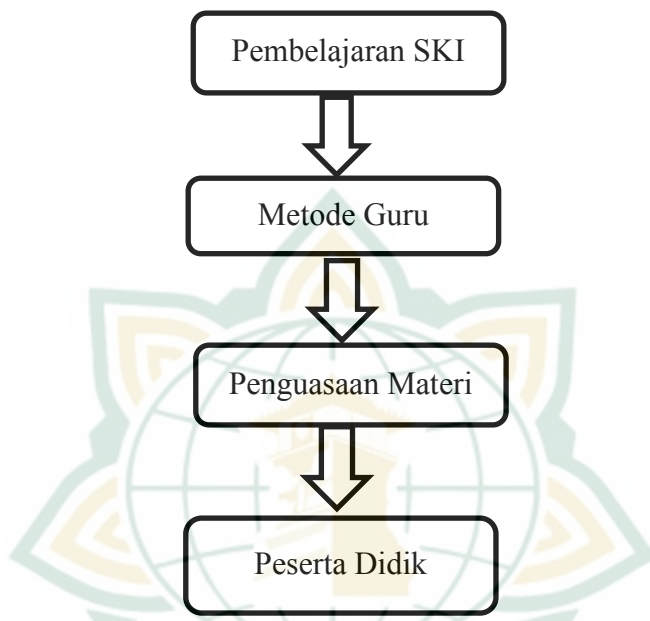 Pembelajaran SKI
Metode Guru
Penguasaan Materi
Peserta Didik